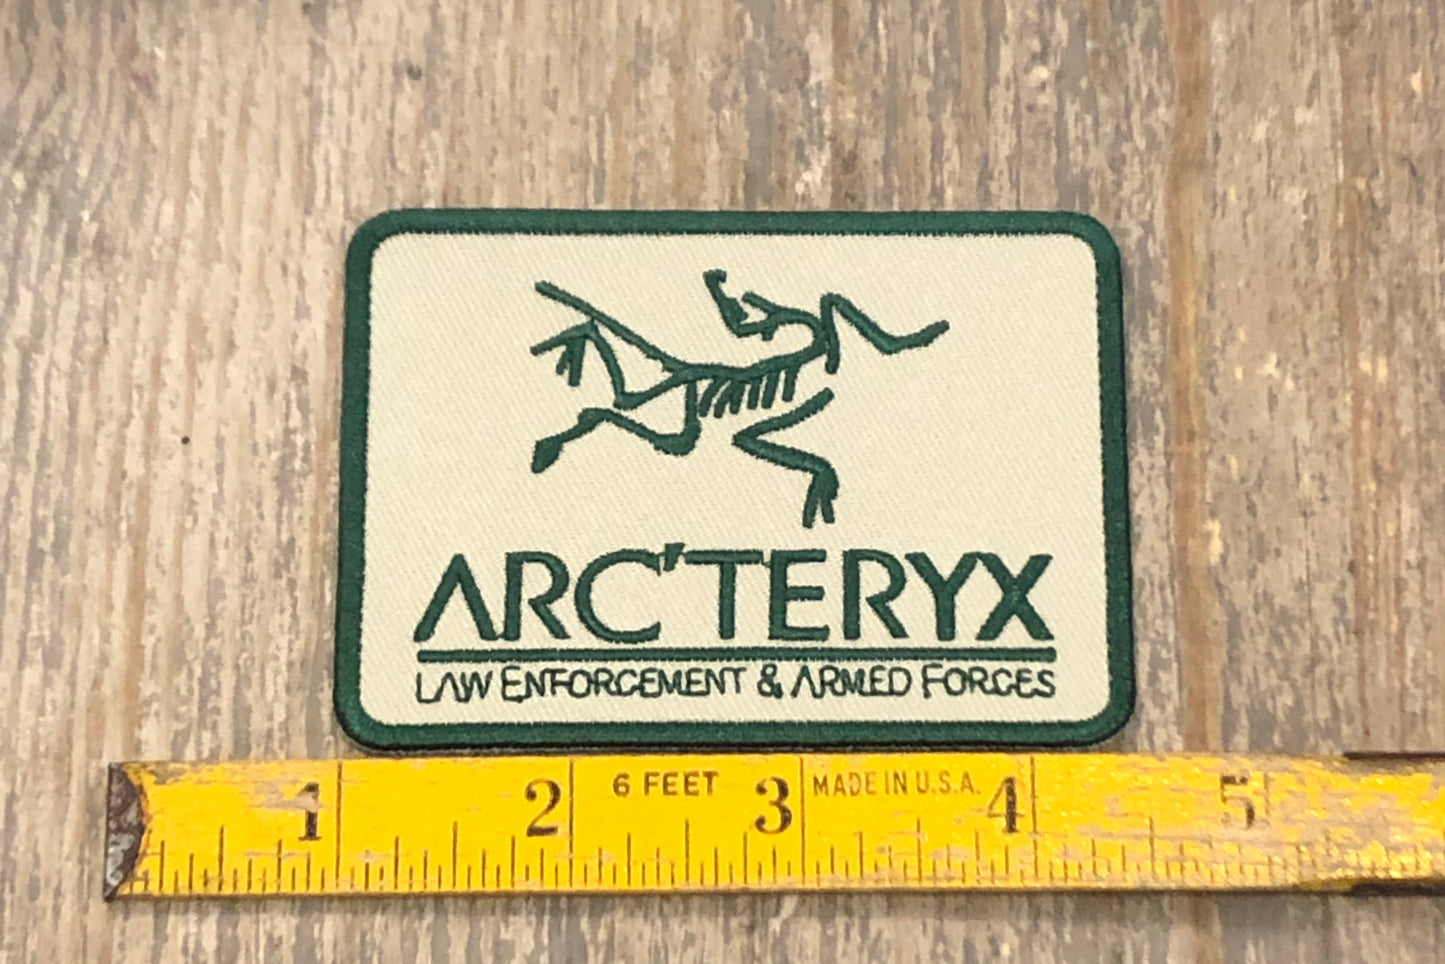 ARC'TERYX
LAW ENFORCEMENT & ARMED FORCES
1 2 6 FEET 3 MADE IN U.S.A. 4 5